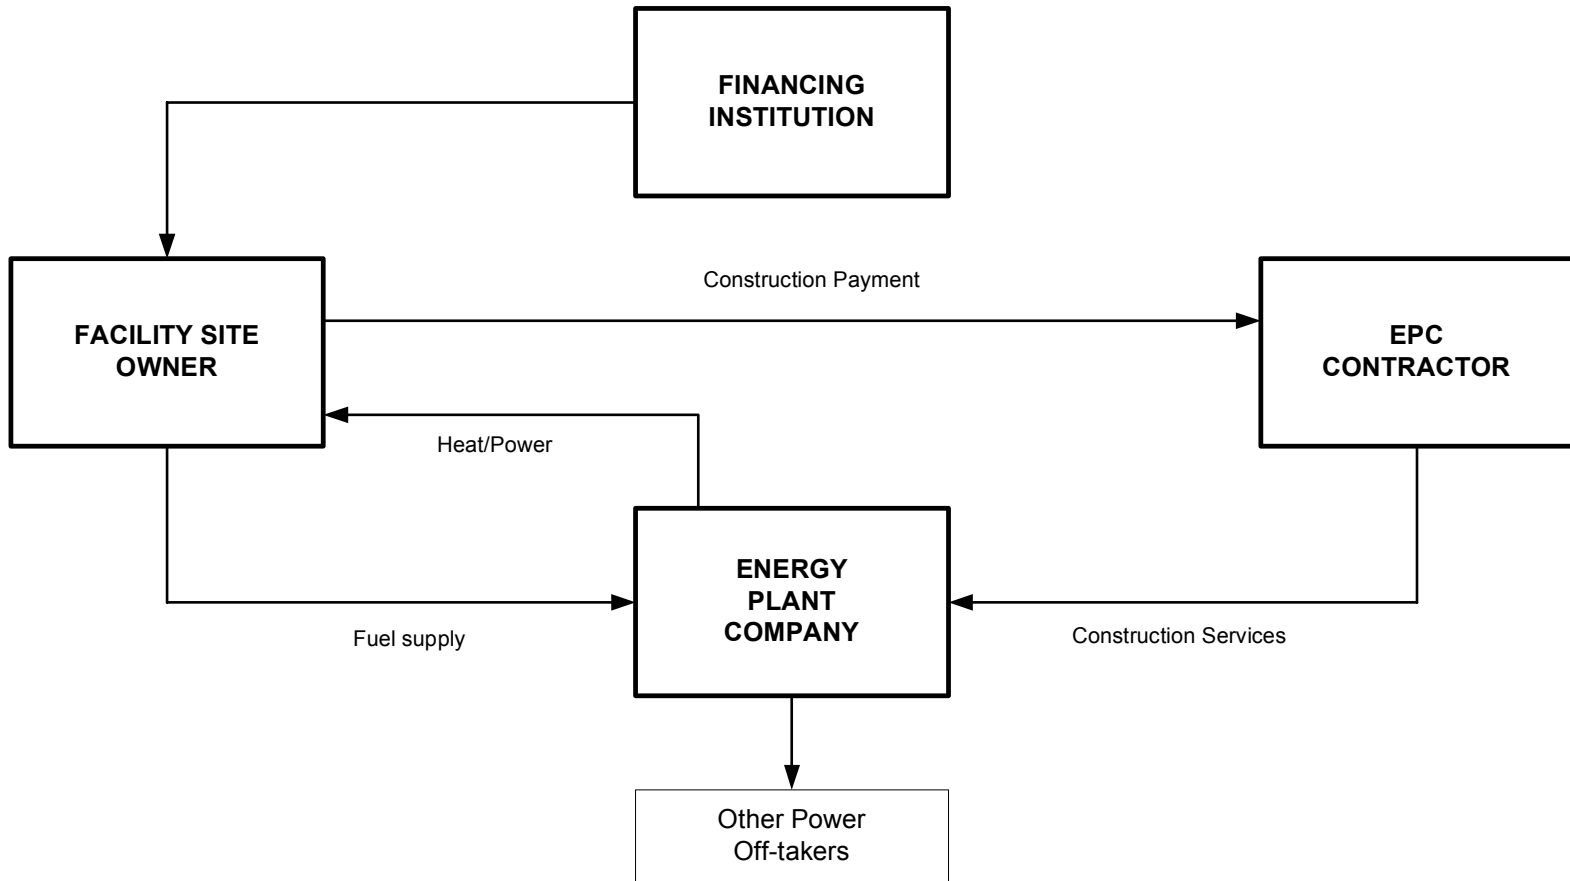 FINANCING
INSTITUTION
Construction Payment
FACILITY SITE
OWNER
EPC
CONTRACTOR
Heat/Power
ENERGY
PLANT
COMPANY
Fuel supply
Construction Services
Other Power
Off-takers